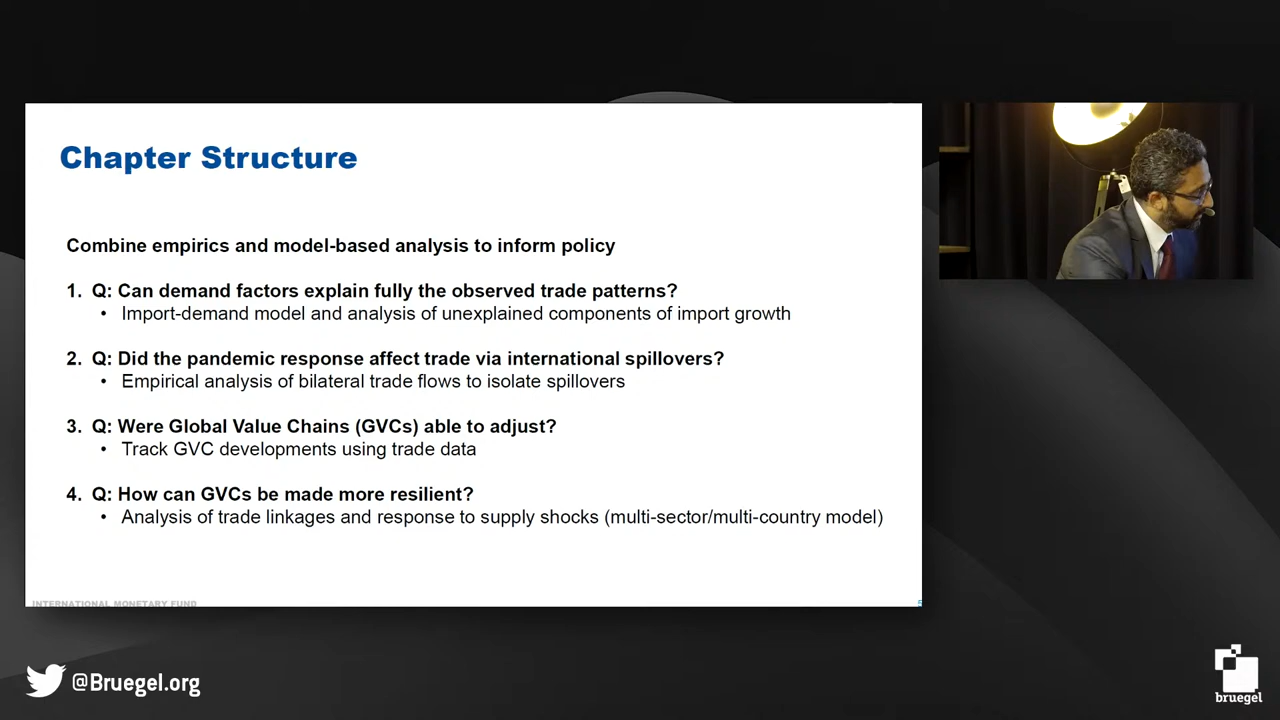 Chapter Structure
Combine empirics and model-based analysis to inform policy
1. Q: Can demand factors explain fully the observed trade patterns?
• Import-demand model and analysis of unexplained components of import growth
2. Q: Did the pandemic response affect trade via international spillovers?
• Empirical analysis of bilateral trade flows to isolate spillovers
3. Q: Were Global Value Chains (GVCs) able to adjust?
• Track GVC developments using trade data
4. Q: How can GVCs be made more resilient?
• Analysis of trade linkages and response to supply shocks (multi-sector/multi-country model)
INTERNATIONAL MONETARY FUND
@Bruegel.org
bruegel